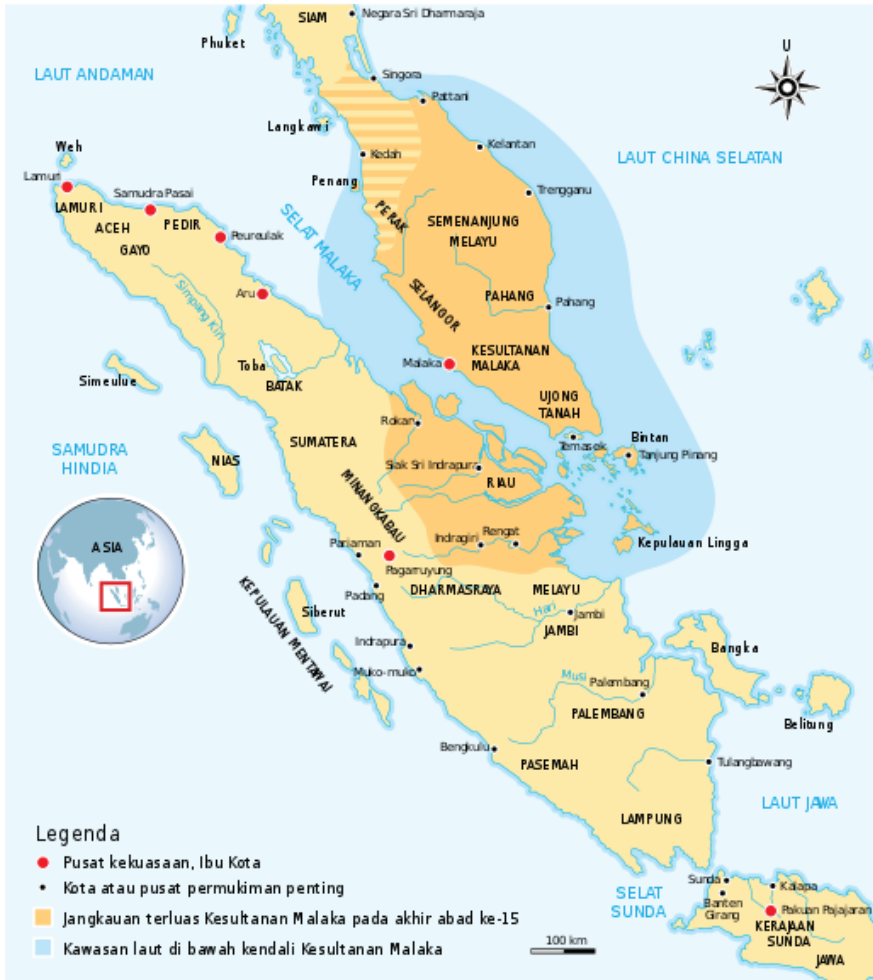 SIAM
Negara Sri Dharmaraja
Phuket
U
LAUT ANDAMAN
Singora
Pattani
Langkawi
Kelantan
Weh
Kedah
LAUT CHINA SELATAN
Lamuri
Penang
Samudra Pasai
Trengganu
LAMURI
PERAK
ACEH
PEDIR
SELAT MALAKA
SEMENANJUNG
MELAYU
GAYO
Peureulak
Aru
Simpang Kiri
SELANGOR
PAHANG
Pahang
Toba
Malaka
KESULTANAN
MALAKA
Simeulue
BATAK
UJONG
TANAH
Rokan
SAMUDRA
HINDIA
NIAS
SUMATERA
Temasek
Bintan
Tanjung Pinang
Siak Sri Indrapura
MINANGKABAU
RIAU
ASIA
Pariaman
Indragiri
Rengat
Kepulauan Lingga
Pagarruyung
Padang
DHARMASRAYA
MELAYU
KEPULAUAN MENTAWAI
Siberut
Hari
Jambi
JAMBI
Indrapura
Bangka
Muko-muko
Musi
Palembang
PALEMBANG
Belitung
Bengkulu
PASEMAH
Tulangbawang
LAUT JAWA
LAMPUNG
Legenda
Pusat kekuasaan, Ibu Kota
Kota atau pusat permukiman penting
Jangkauan terluas Kesultanan Malaka pada akhir abad ke-15
Kawasan laut di bawah kendali Kesultanan Malaka
100 km
SELAT
SUNDA
Sunda
Kalapa
Banten
Girang
Pakuan Pajajaran
KERAJAAN
SUNDA
JAWA